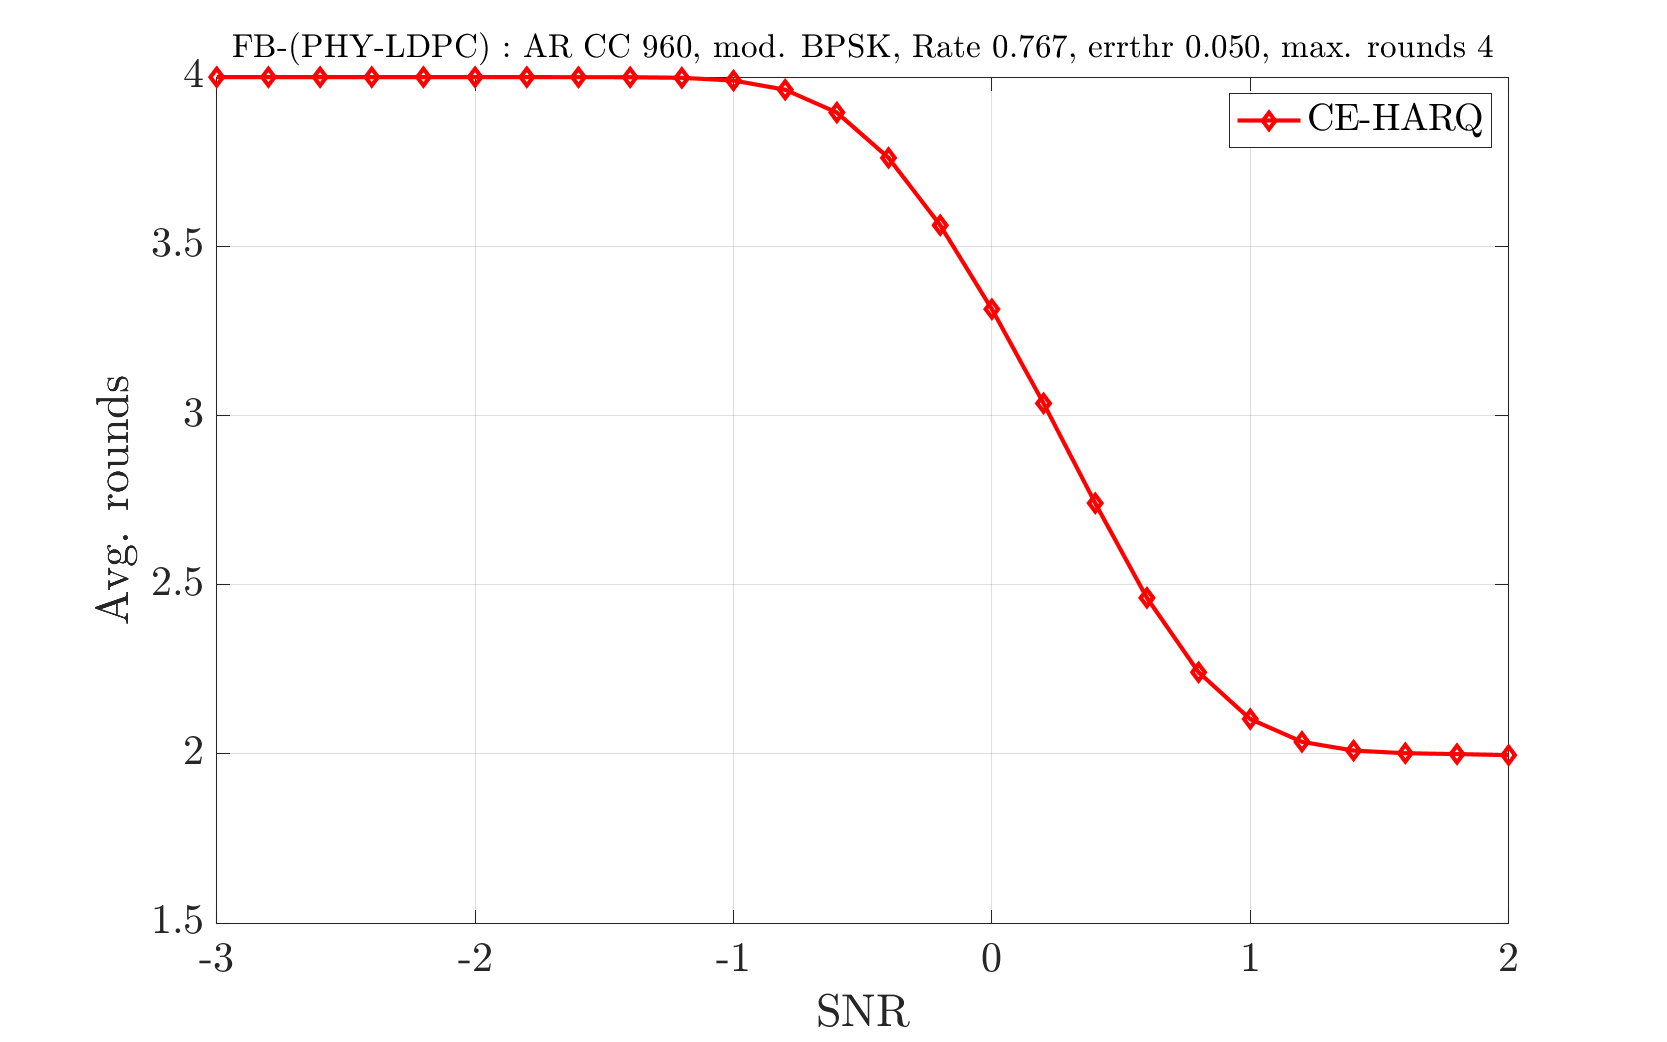 FB-(PHY-LDPC) : AR CC 960, mod. BPSK, Rate 0.767, errthr 0.050, max. rounds 4
CE-HARQ
4
3.5
3
2.5
2
1.5
Avg. rounds
-3 -2 -1 0 1 2
SNR